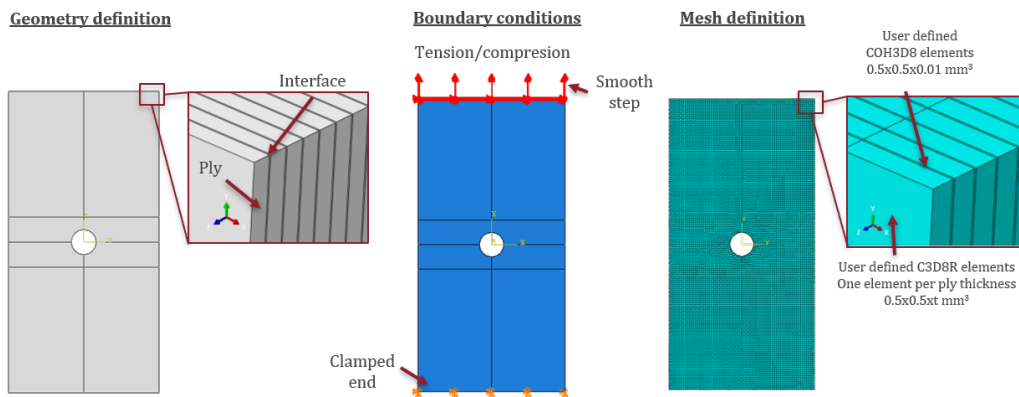 Geometry definition
Interface
Ply
Y
Z
X
Boundary conditions
Tension/compresion
Smooth
step
Clamped
end
Mesh definition
User defined
COH3D8 elements
0.5x0.5x0.01 mm³
Y
Z
X
User defined C3D8R elements
One element per ply thickness
0.5x0.5xt mm³